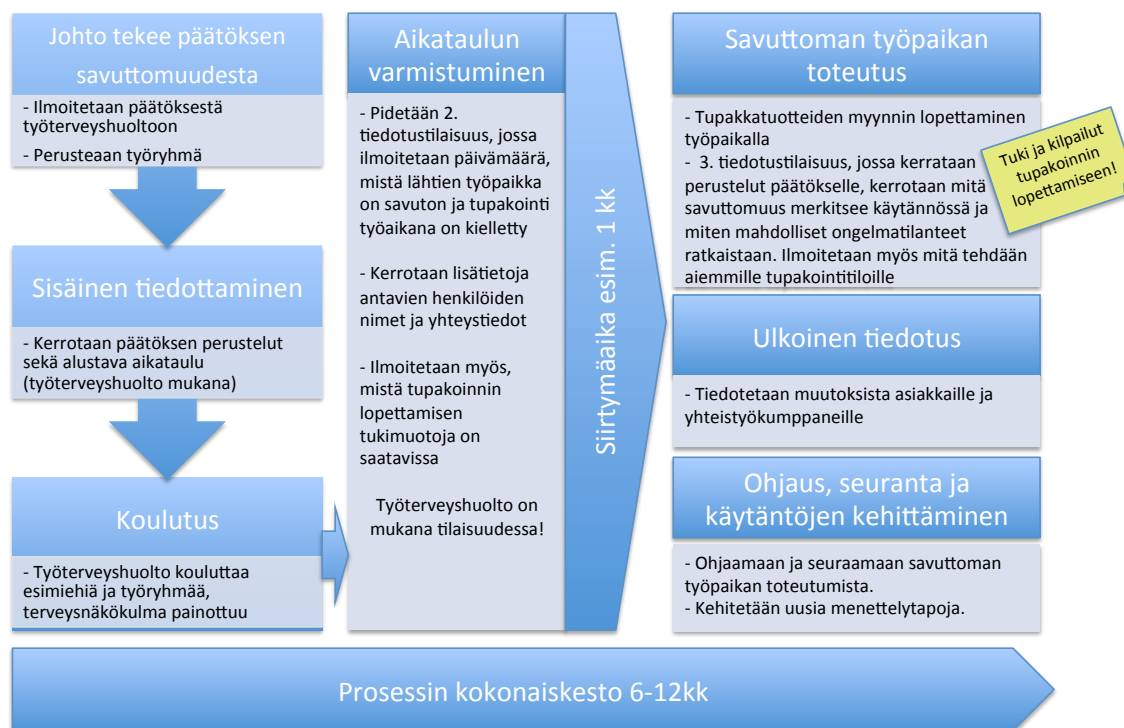 Johto tekee päätöksen
savuttomuudesta
- Ilmoitetaan päätöksestä
työterveyshuoltoon
- Perusteaan työryhmä
Sisäinen tiedottaminen
- Kerrotaan päätöksen perustelut
sekä alustava aikataulu
(työterveyshuolto mukana)
Koulutus
- Työterveyshuolto kouluttaa
esimiehiä ja työryhmää,
terveysnäkökulma painottuu
Aikataulun
varmistuminen
- Pidetään 2.
tiedotustilaisuus, jossa
ilmoitetaan päivämäärä,
mistä lähtien työpaikka
on savuton ja tupakointi
työaikana on kielletty
- Kerrotaan lisätietoja
antavien henkilöiden
nimet ja yhteystiedot
- Ilmoitetaan myös,
mistä tupakoinnin
lopettamisen
tukimuotoja on
saatavissa
Työterveyshuolto on
mukana tilaisuudessa!
Siirtymäaika esim. 1 kk
Savuttoman työpaikan
toteutus
- Tupakkatuotteiden myynnin lopettaminen
työpaikalla
- 3. tiedotustilaisuus, jossa kerrataan
perustelut päätökselle, kerrotaan mitä
savuttomuus merkitsee käytännössä ja
miten mahdolliset ongelmatilanteet
ratkaistaan. Ilmoitetaan myös mitä tehdään
aiemmille tupakointitiloille
Tuki ja kilpailut
tupakoinnin
lopettamiseen!
Ulkoinen tiedotus
- Tiedotetaan muutoksista asiakkaille ja
yhteistyökumppaneille
Ohjaus, seuranta ja
käytäntöjen kehittäminen
- Ohjaamaan ja seuraamaan savuttoman
työpaikan toteutumista.
- Kehitetään uusia menettelytapoja.
Prosessin kokonaiskesto 6-12kk